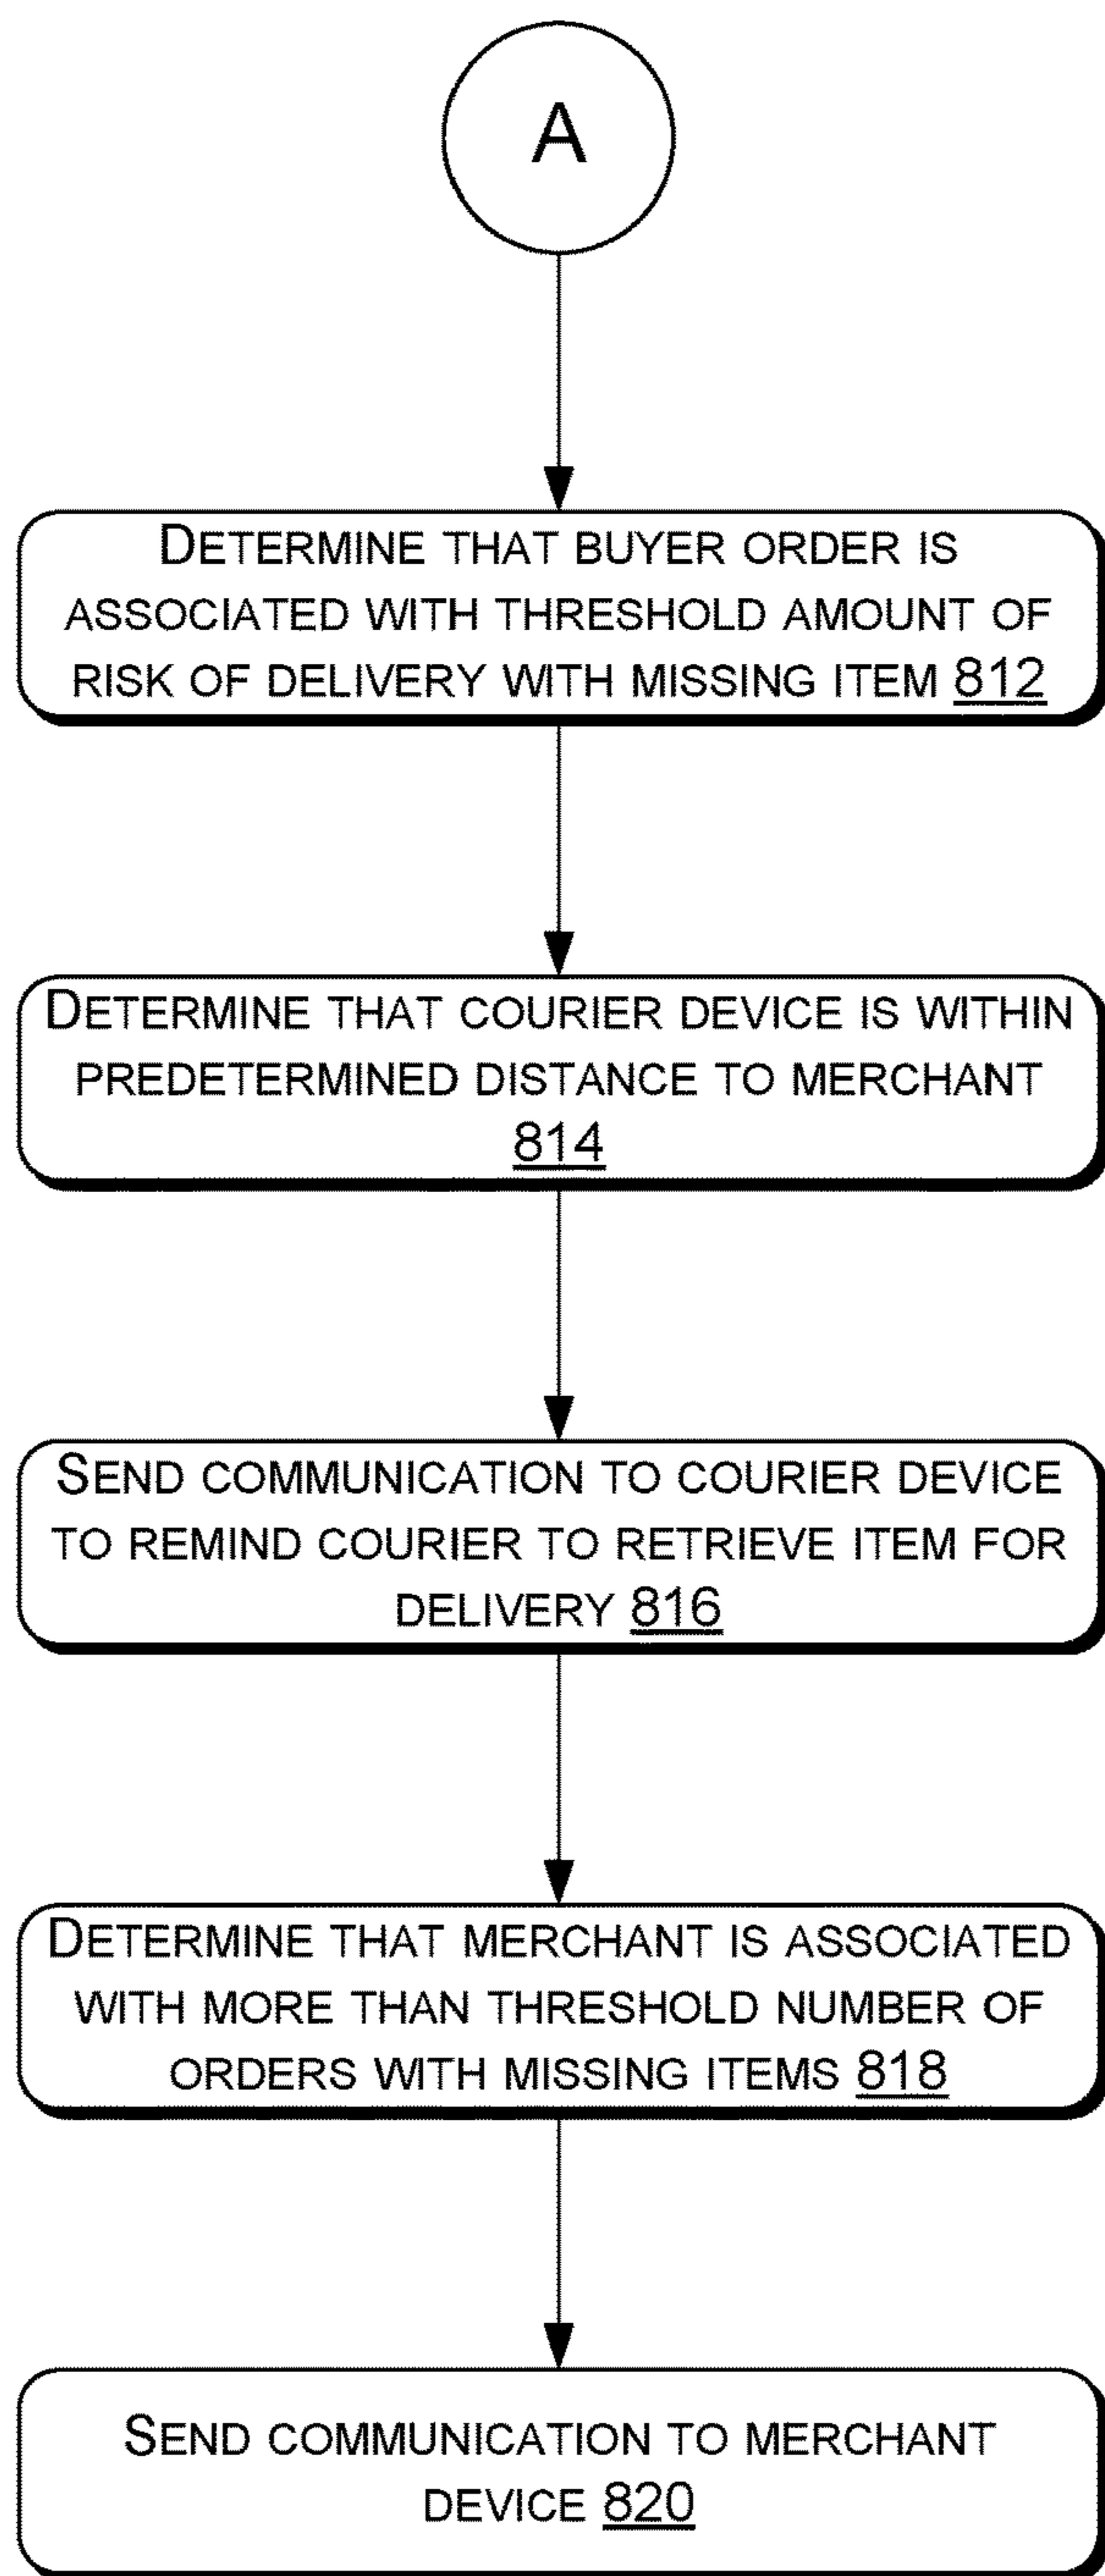 A
DETERMINE THAT BUYER ORDER IS
ASSOCIATED WITH THRESHOLD AMOUNT OF
RISK OF DELIVERY WITH MISSING ITEM 812
DETERMINE THAT COURIER DEVICE IS WITHIN
PREDETERMINED DISTANCE TO MERCHANT
814
SEND COMMUNICATION TO COURIER DEVICE
TO REMIND COURIER TO RETRIEVE ITEM FOR
DELIVERY 816
DETERMINE THAT MERCHANT IS ASSOCIATED
WITH MORE THAN THRESHOLD NUMBER OF
ORDERS WITH MISSING ITEMS 818
SEND COMMUNICATION TO MERCHANT
DEVICE 820